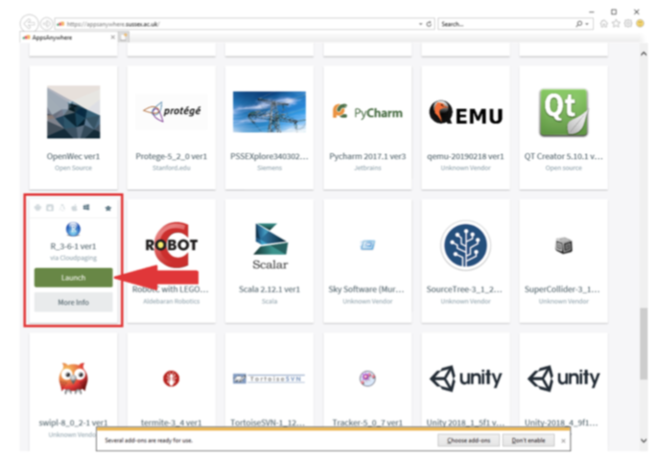 https://appsanywhere.sussex.ac.uk/
Search...
AppsAnywhere
protégé
PyCharm
QEMU
Qt
OpenWec ver1
Protege-5_2_0 ver1
PSSEXplore340302...
Pycharm 2017.1 ver3
qemu-20190218 ver1
QT Creator 5.10.1 v...
Open Source
Stanford.edu
Siemens
JetBrains
Unknown Vendor
Open source
R_3-6-1 ver1
via Cloudpaging
Launch
More Info
ROBOT
Scalar
with LEGO...
Scala 2.12.1 ver1
Sky Software (Mur...
SourceTree-3_1_2...
SuperCollider-3_1...
Aldebaran-Robotics
Scala
Unknown Vendor
Unknown Vendor
Unknown Vendor
TortoiseSVN
unity
unity
swipl-8_0_2-1 ver1
termite-3_4 ver1
TortoiseSVN-1_12...
Tracker-5_0_7 ver1
Unity 2018_1_5f1 v...
Unity-2018_4_9f1...
Unknown Vendor
Several add-ons are ready for use.
Choose add-ons
Don't enable